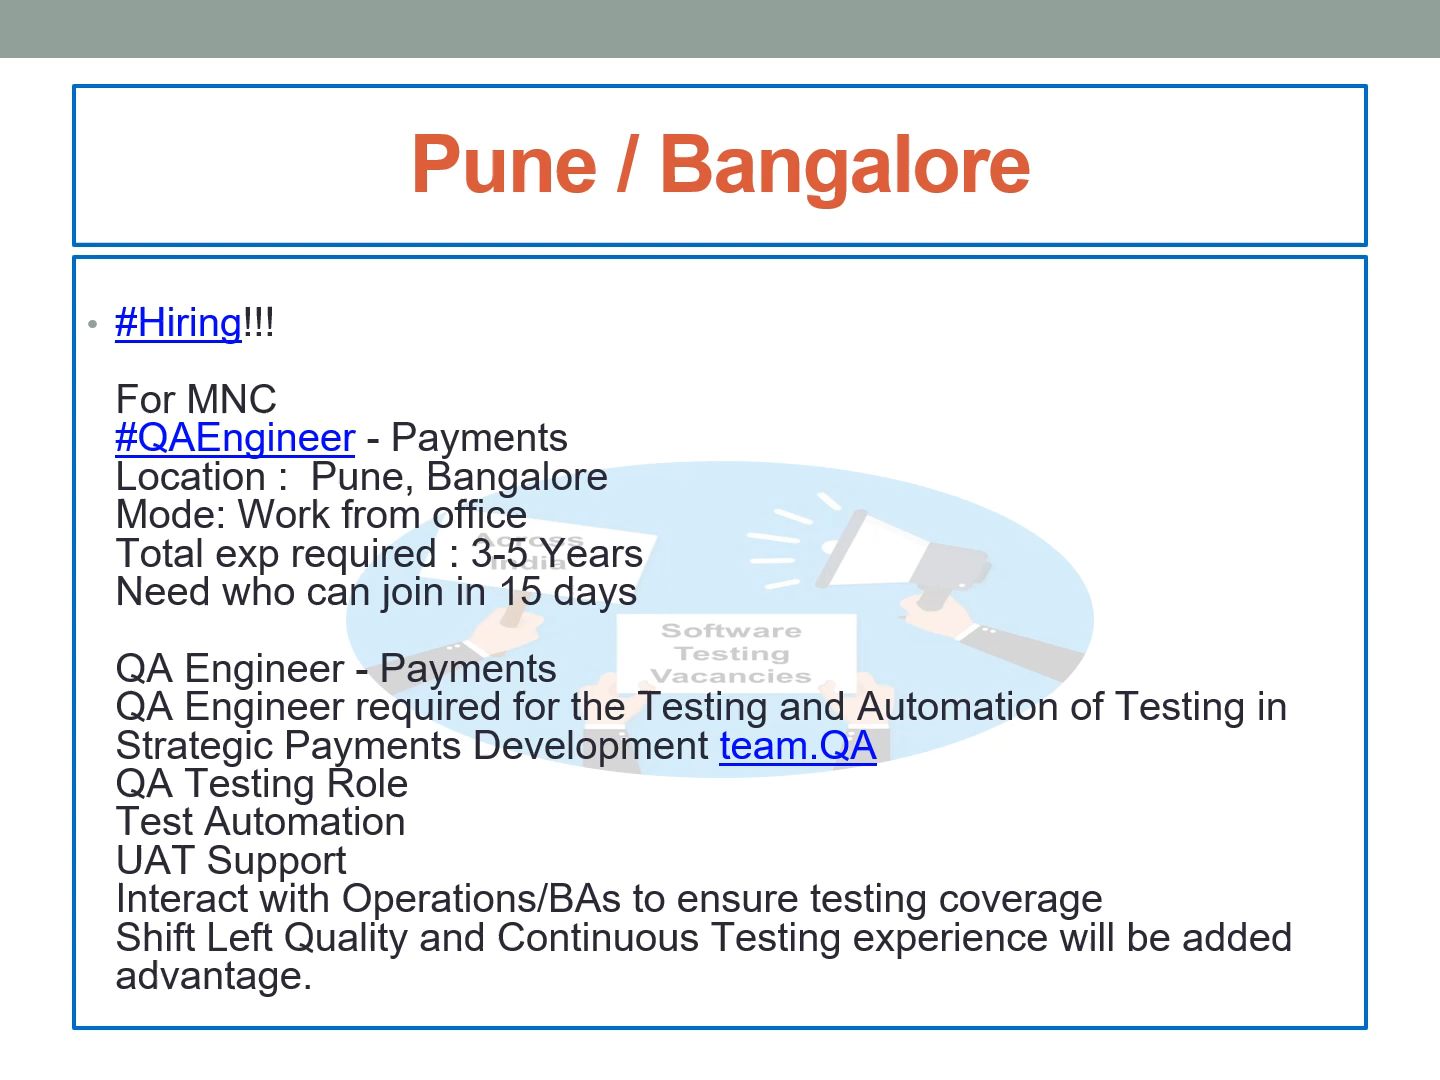 Pune / Bangalore
• #Hiring!!!
For MNC
#QAEngineer - Payments
Location :  Pune, Bangalore
Mode: Work from office
Across
India
Total exp required : 3-5 Years
Need who can join in 15 days
Software
Testing
Vacancies
QA Engineer - Payments
QA Engineer required for the Testing and Automation of Testing in
Strategic Payments Development team.QA
QA Testing Role
Test Automation
UAT Support
Interact with Operations/BAs to ensure testing coverage
Shift Left Quality and Continuous Testing experience will be added
advantage.